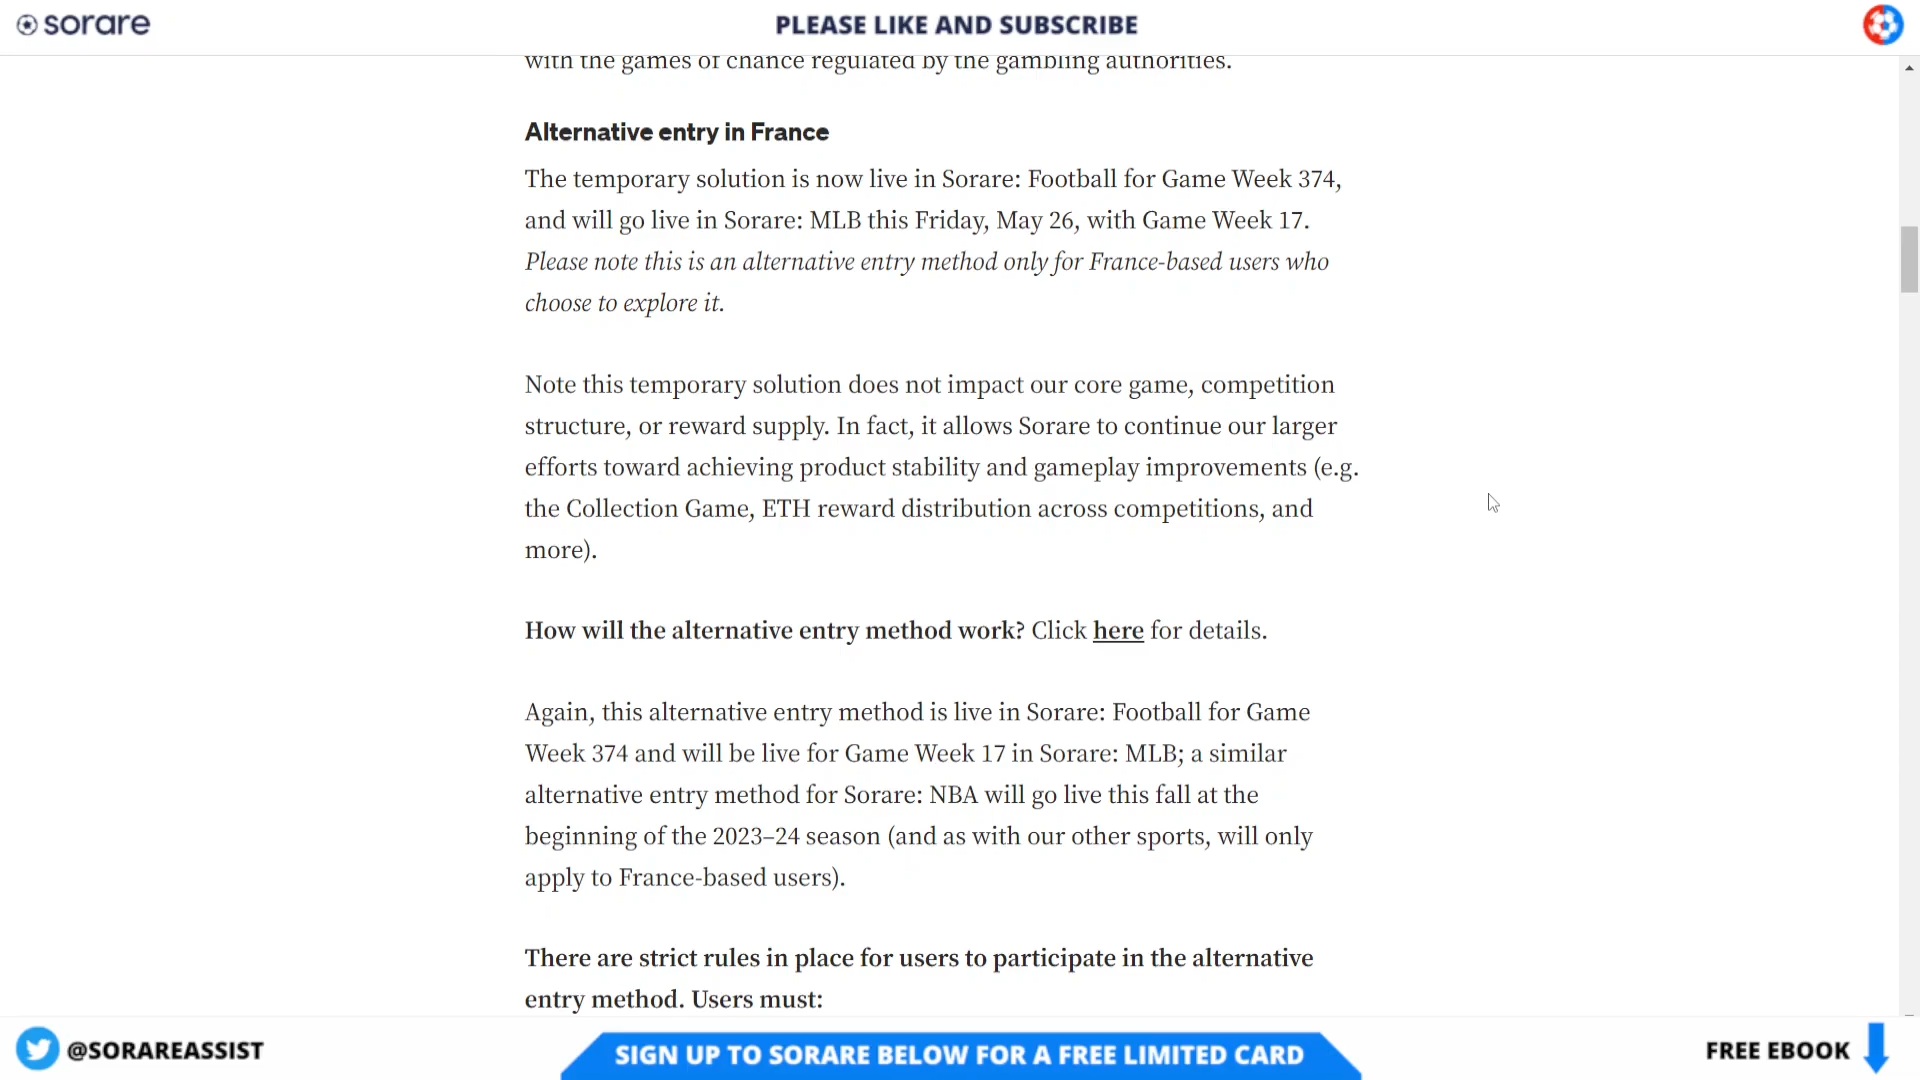 sorare
PLEASE LIKE AND SUBSCRIBE
with the games of chance regulated by the gambling authorities.
Alternative entry in France
The temporary solution is now live in Sorare: Football for Game Week 374,
and will go live in Sorare: MLB this Friday, May 26, with Game Week 17.
Please note this is an alternative entry method only for France-based users who
choose to explore it.
Note this temporary solution does not impact our core game, competition
structure, or reward supply. In fact, it allows Sorare to continue our larger
efforts toward achieving product stability and gameplay improvements (e.g.
the Collection Game, ETH reward distribution across competitions, and
more).
How will the alternative entry method work? Click here for details.
Again, this alternative entry method is live in Sorare: Football for Game
Week 374 and will be live for Game Week 17 in Sorare: MLB; a similar
alternative entry method for Sorare: NBA will go live this fall at the
beginning of the 2023–24 season (and as with our other sports, will only
apply to France-based users).
There are strict rules in place for users to participate in the alternative
entry method. Users must:
@SORAREASSIST
SIGN UP TO SORARE BELOW FOR A FREE LIMITED CARD
FREE EBOOK